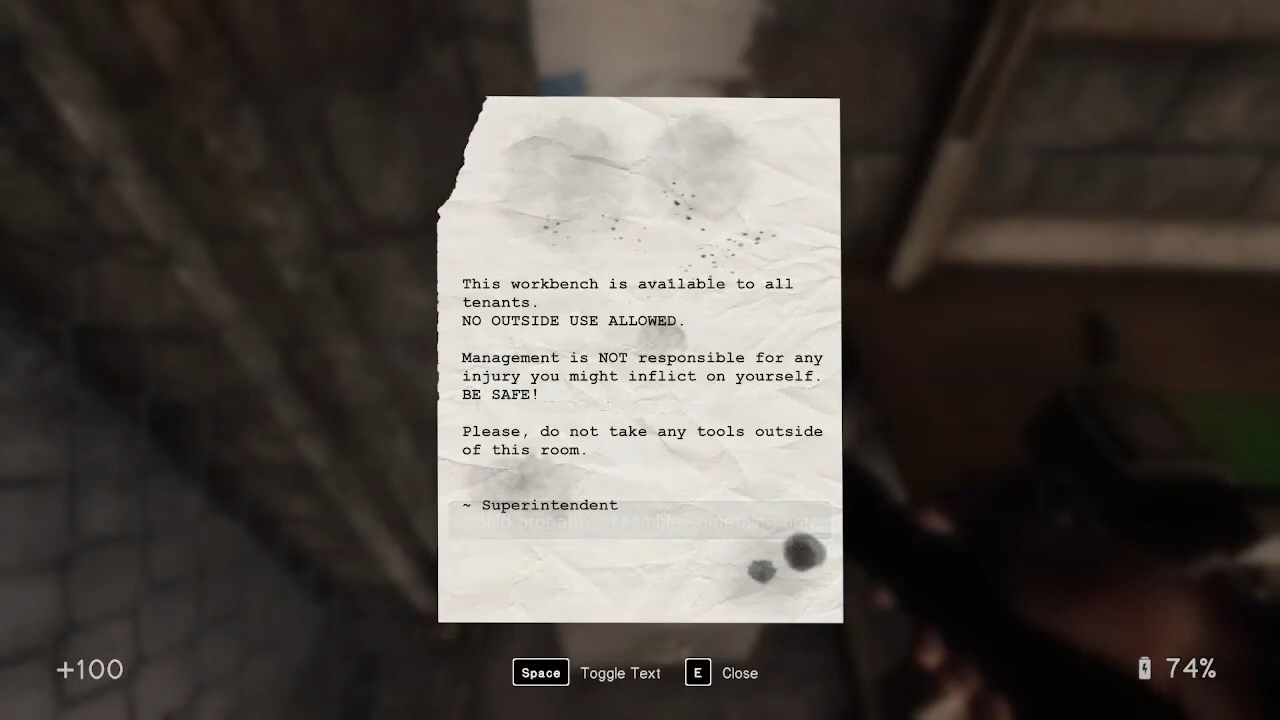 This workbench is available to all
tenants.
NO OUTSIDE USE ALLOWED.
Management is NOT responsible for any
injury you might inflict on yourself.
BE SAFE!
Please, do not take any tools outside
of this room.
~ Superintendent
+100
Space Toggle Text E Close
74%